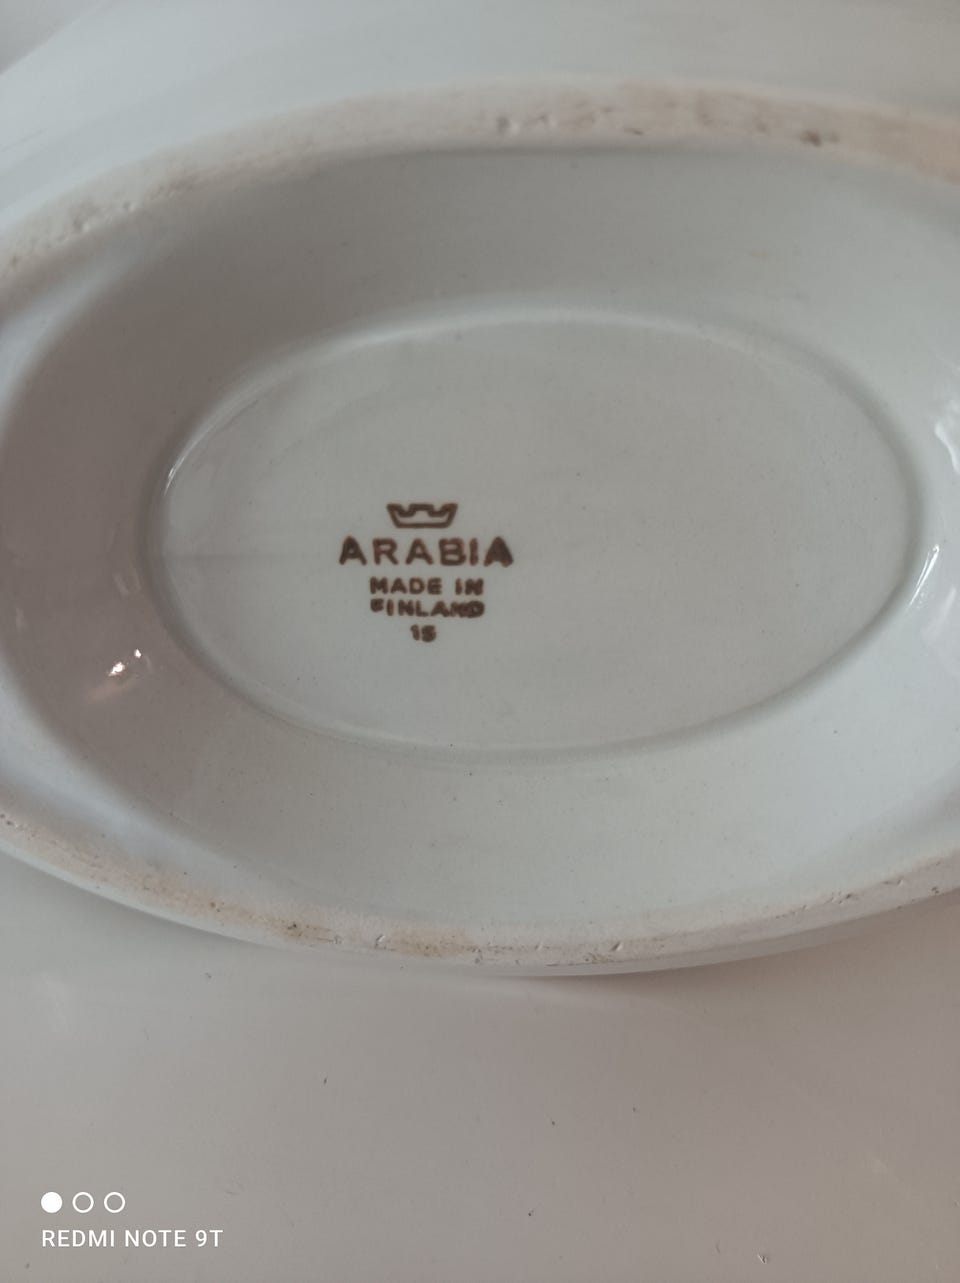 ARABIA
MADE IN
FINLAND
15
REDMI NOTE 9T